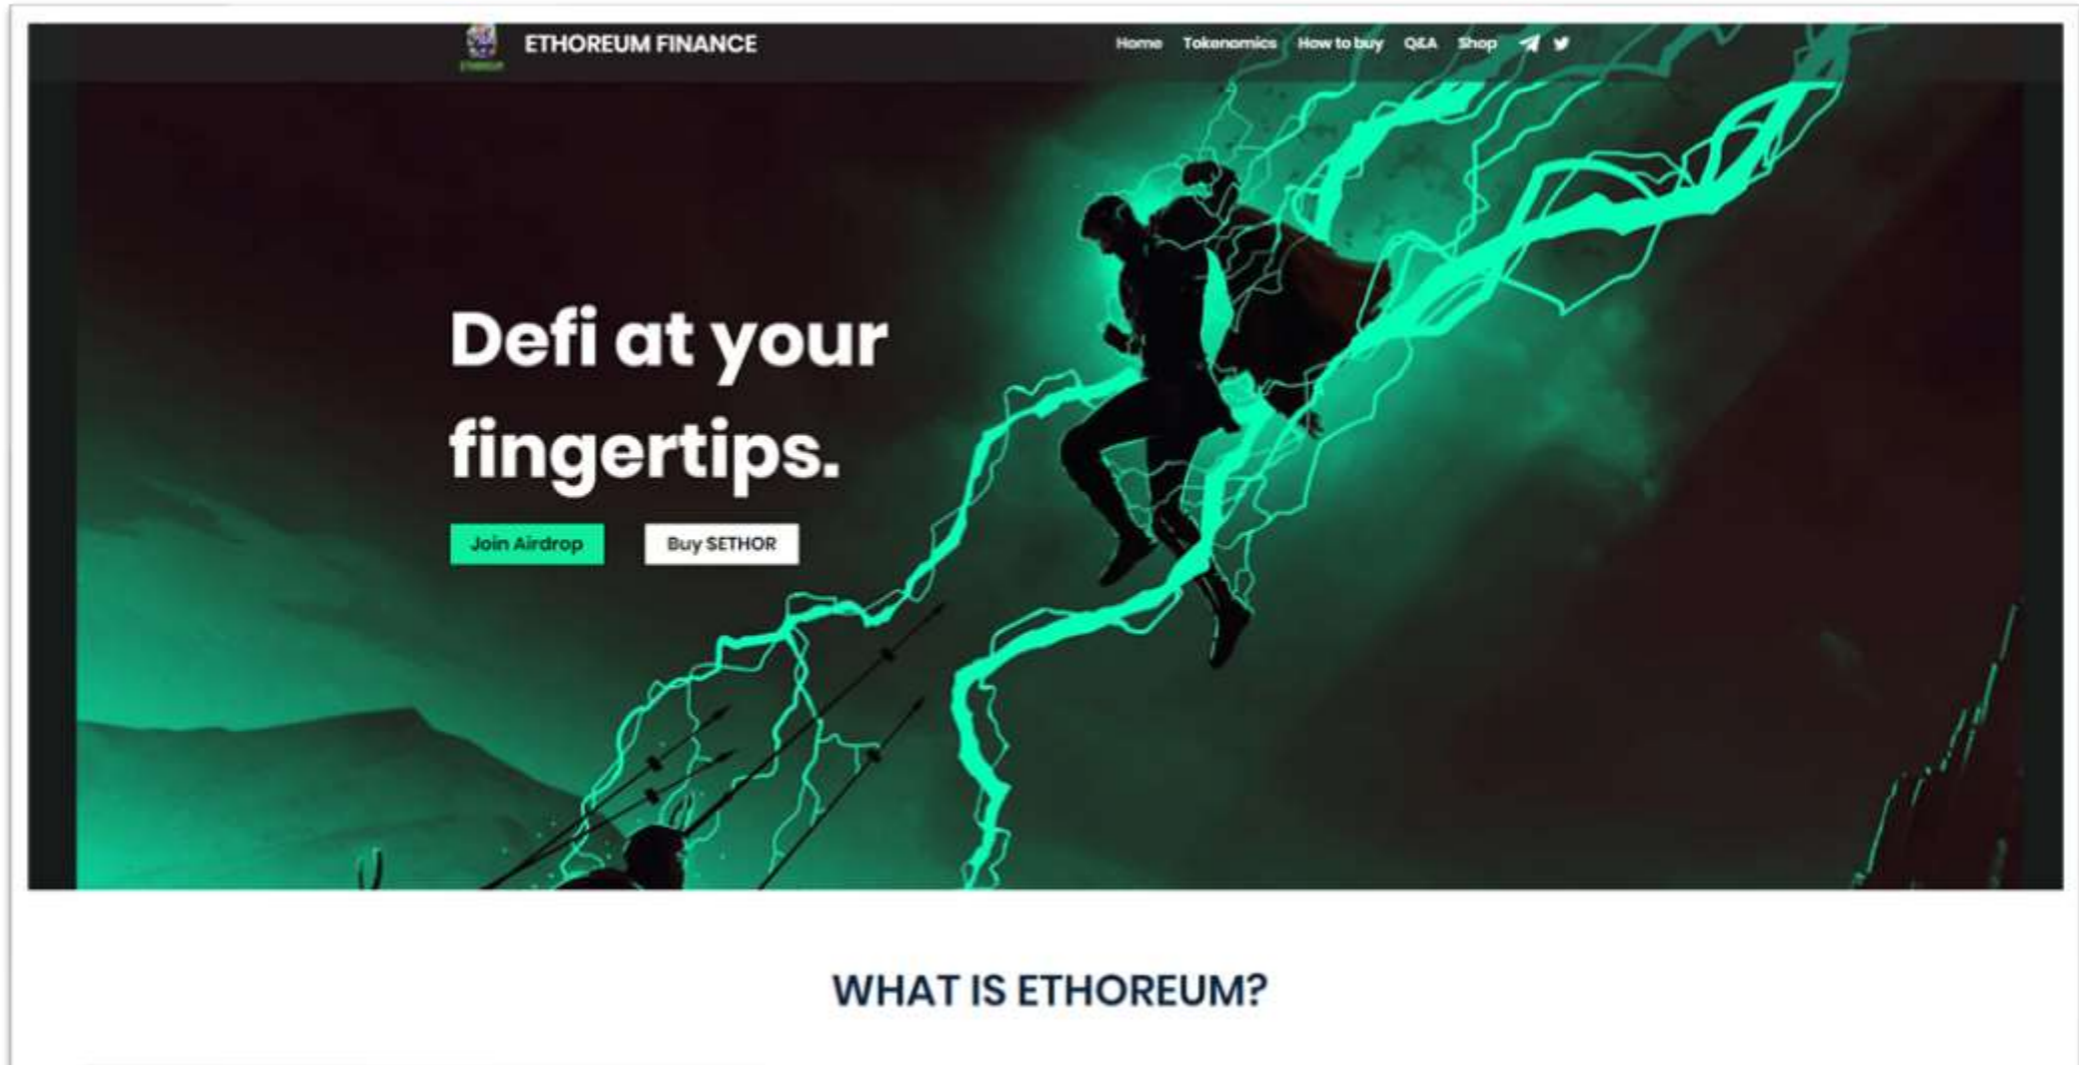 ETHOREUM FINANCE
Home Tokenomics How to buy Q&A Shop
Defi at your
fingertips.
Join Airdrop Buy SETHOR
WHAT IS ETHOREUM?